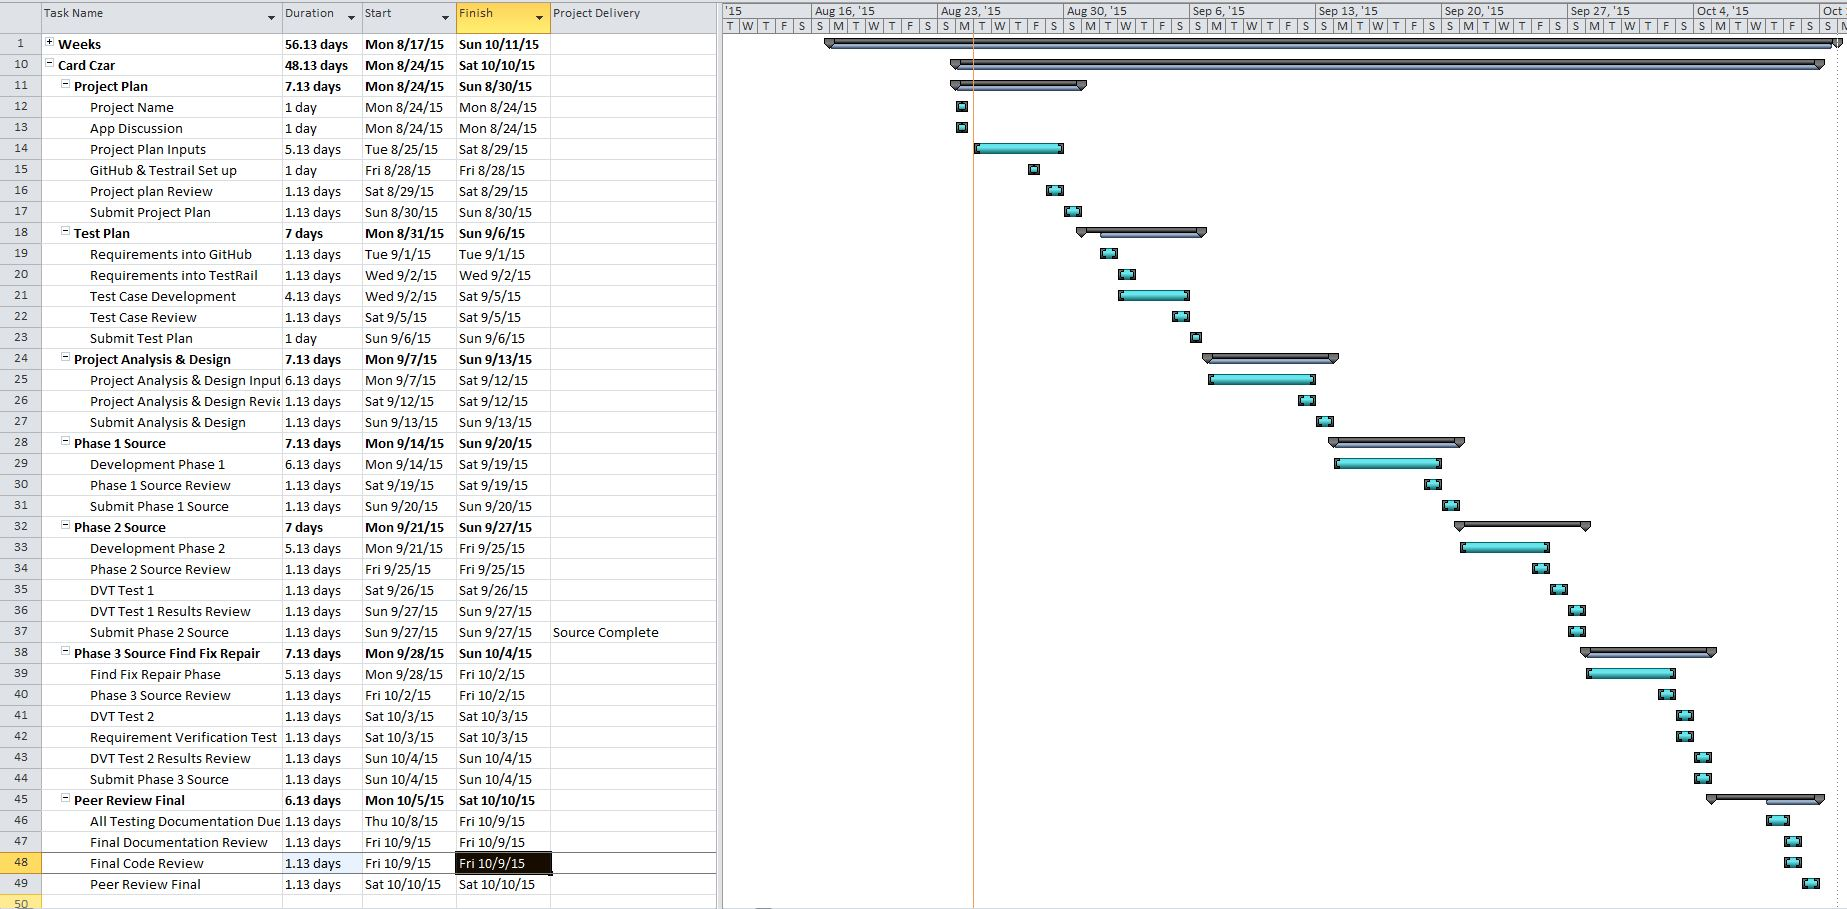 Task Name Duration Start Finish Project Delivery
'15 Aug 16, '15 Aug 23, '15 Aug 30, '15 Sep 6, '15 Sep 13, '15 Sep 20, '15 Sep 27, '15 Oct 4, '15 Oct
T W T F S S M T W T F S S M T W T F S S M T W T F S S M T W T F S S M T W T F S S M T W T F S S M T W T F S S M T W T F S S M
1 Weeks 56.13 days Mon 8/17/15 Sun 10/11/15
10 Card Czar 48.13 days Mon 8/24/15 Sat 10/10/15
11 Project Plan 7.13 days Mon 8/24/15 Sun 8/30/15
12 Project Name 1 day Mon 8/24/15 Mon 8/24/15
13 App Discussion 1 day Mon 8/24/15 Mon 8/24/15
14 Project Plan Inputs 5.13 days Tue 8/25/15 Sat 8/29/15
15 GitHub & Testrail Set up 1 day Fri 8/28/15 Fri 8/28/15
16 Project plan Review 1.13 days Sat 8/29/15 Sat 8/29/15
17 Submit Project Plan 1.13 days Sun 8/30/15 Sun 8/30/15
18 Test Plan 7 days Mon 8/31/15 Sun 9/6/15
19 Requirements into GitHub 1.13 days Tue 9/1/15 Tue 9/1/15
20 Requirements into TestRail 1.13 days Wed 9/2/15 Wed 9/2/15
21 Test Case Development 4.13 days Wed 9/2/15 Sat 9/5/15
22 Test Case Review 1.13 days Sat 9/5/15 Sat 9/5/15
23 Submit Test Plan 1 day Sun 9/6/15 Sun 9/6/15
24 Project Analysis & Design 7.13 days Mon 9/7/15 Sun 9/13/15
25 Project Analysis & Design Input 6.13 days Mon 9/7/15 Sat 9/12/15
26 Project Analysis & Design Revie 1.13 days Sat 9/12/15 Sat 9/12/15
27 Submit Analysis & Design 1.13 days Sun 9/13/15 Sun 9/13/15
28 Phase 1 Source 7.13 days Mon 9/14/15 Sun 9/20/15
29 Development Phase 1 6.13 days Mon 9/14/15 Sat 9/19/15
30 Phase 1 Source Review 1.13 days Sat 9/19/15 Sat 9/19/15
31 Submit Phase 1 Source 1.13 days Sun 9/20/15 Sun 9/20/15
32 Phase 2 Source 7 days Mon 9/21/15 Sun 9/27/15
33 Development Phase 2 5.13 days Mon 9/21/15 Fri 9/25/15
34 Phase 2 Source Review 1.13 days Fri 9/25/15 Fri 9/25/15
35 DVT Test 1 1.13 days Sat 9/26/15 Sat 9/26/15
36 DVT Test 1 Results Review 1.13 days Sun 9/27/15 Sun 9/27/15
37 Submit Phase 2 Source 1.13 days Sun 9/27/15 Sun 9/27/15 Source Complete
38 Phase 3 Source Find Fix Repair 7.13 days Mon 9/28/15 Sun 10/4/15
39 Find Fix Repair Phase 5.13 days Mon 9/28/15 Fri 10/2/15
40 Phase 3 Source Review 1.13 days Fri 10/2/15 Fri 10/2/15
41 DVT Test 2 1.13 days Sat 10/3/15 Sat 10/3/15
42 Requirement Verification Test 1.13 days Sat 10/3/15 Sat 10/3/15
43 DVT Test 2 Results Review 1.13 days Sun 10/4/15 Sun 10/4/15
44 Submit Phase 3 Source 1.13 days Sun 10/4/15 Sun 10/4/15
45 Peer Review Final 6.13 days Mon 10/5/15 Sat 10/10/15
46 All Testing Documentation Due 1.13 days Thu 10/8/15 Fri 10/9/15
47 Final Documentation Review 1.13 days Fri 10/9/15 Fri 10/9/15
48 Final Code Review 1.13 days Fri 10/9/15 Fri 10/9/15
49 Peer Review Final 1.13 days Sat 10/10/15 Sat 10/10/15
50